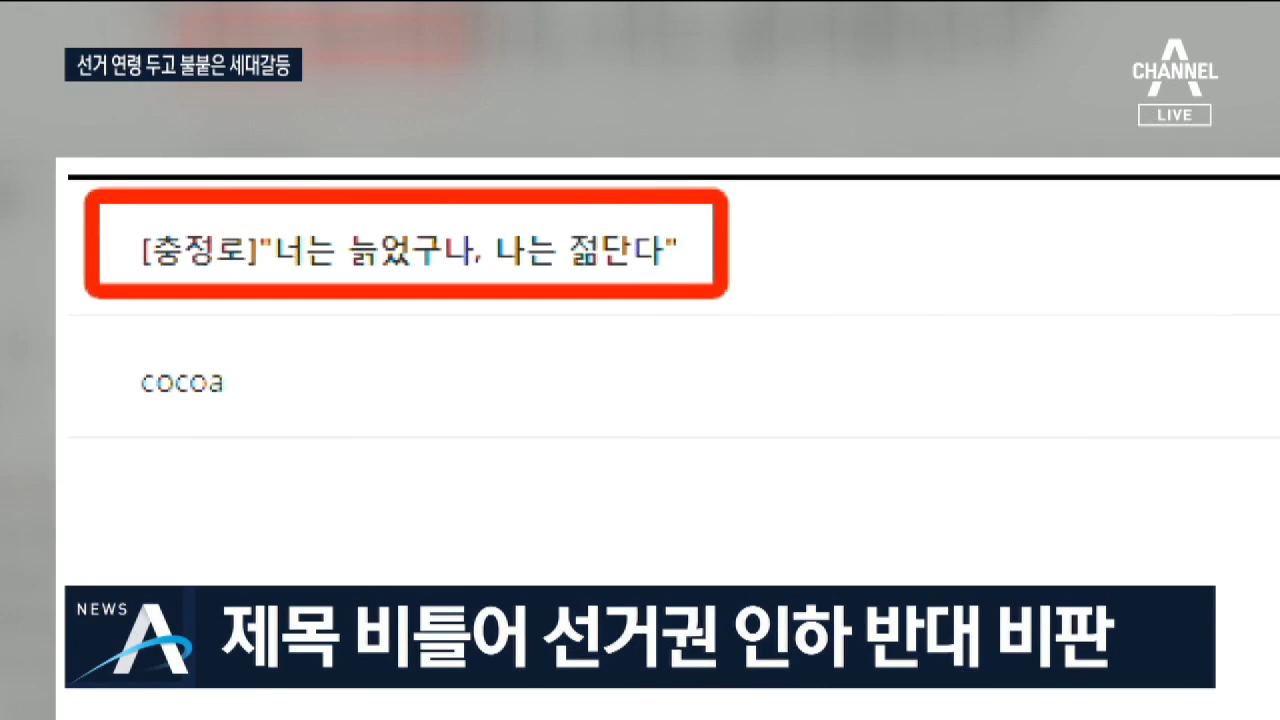 선거 연령 두고 불붙은 세대갈등
CHANNEL A
LIVE
[충정로]"너는 늙었구나, 나는 젊단다"
cocoa
NEWS A
제목 비틀어 선거권 인하 반대 비판